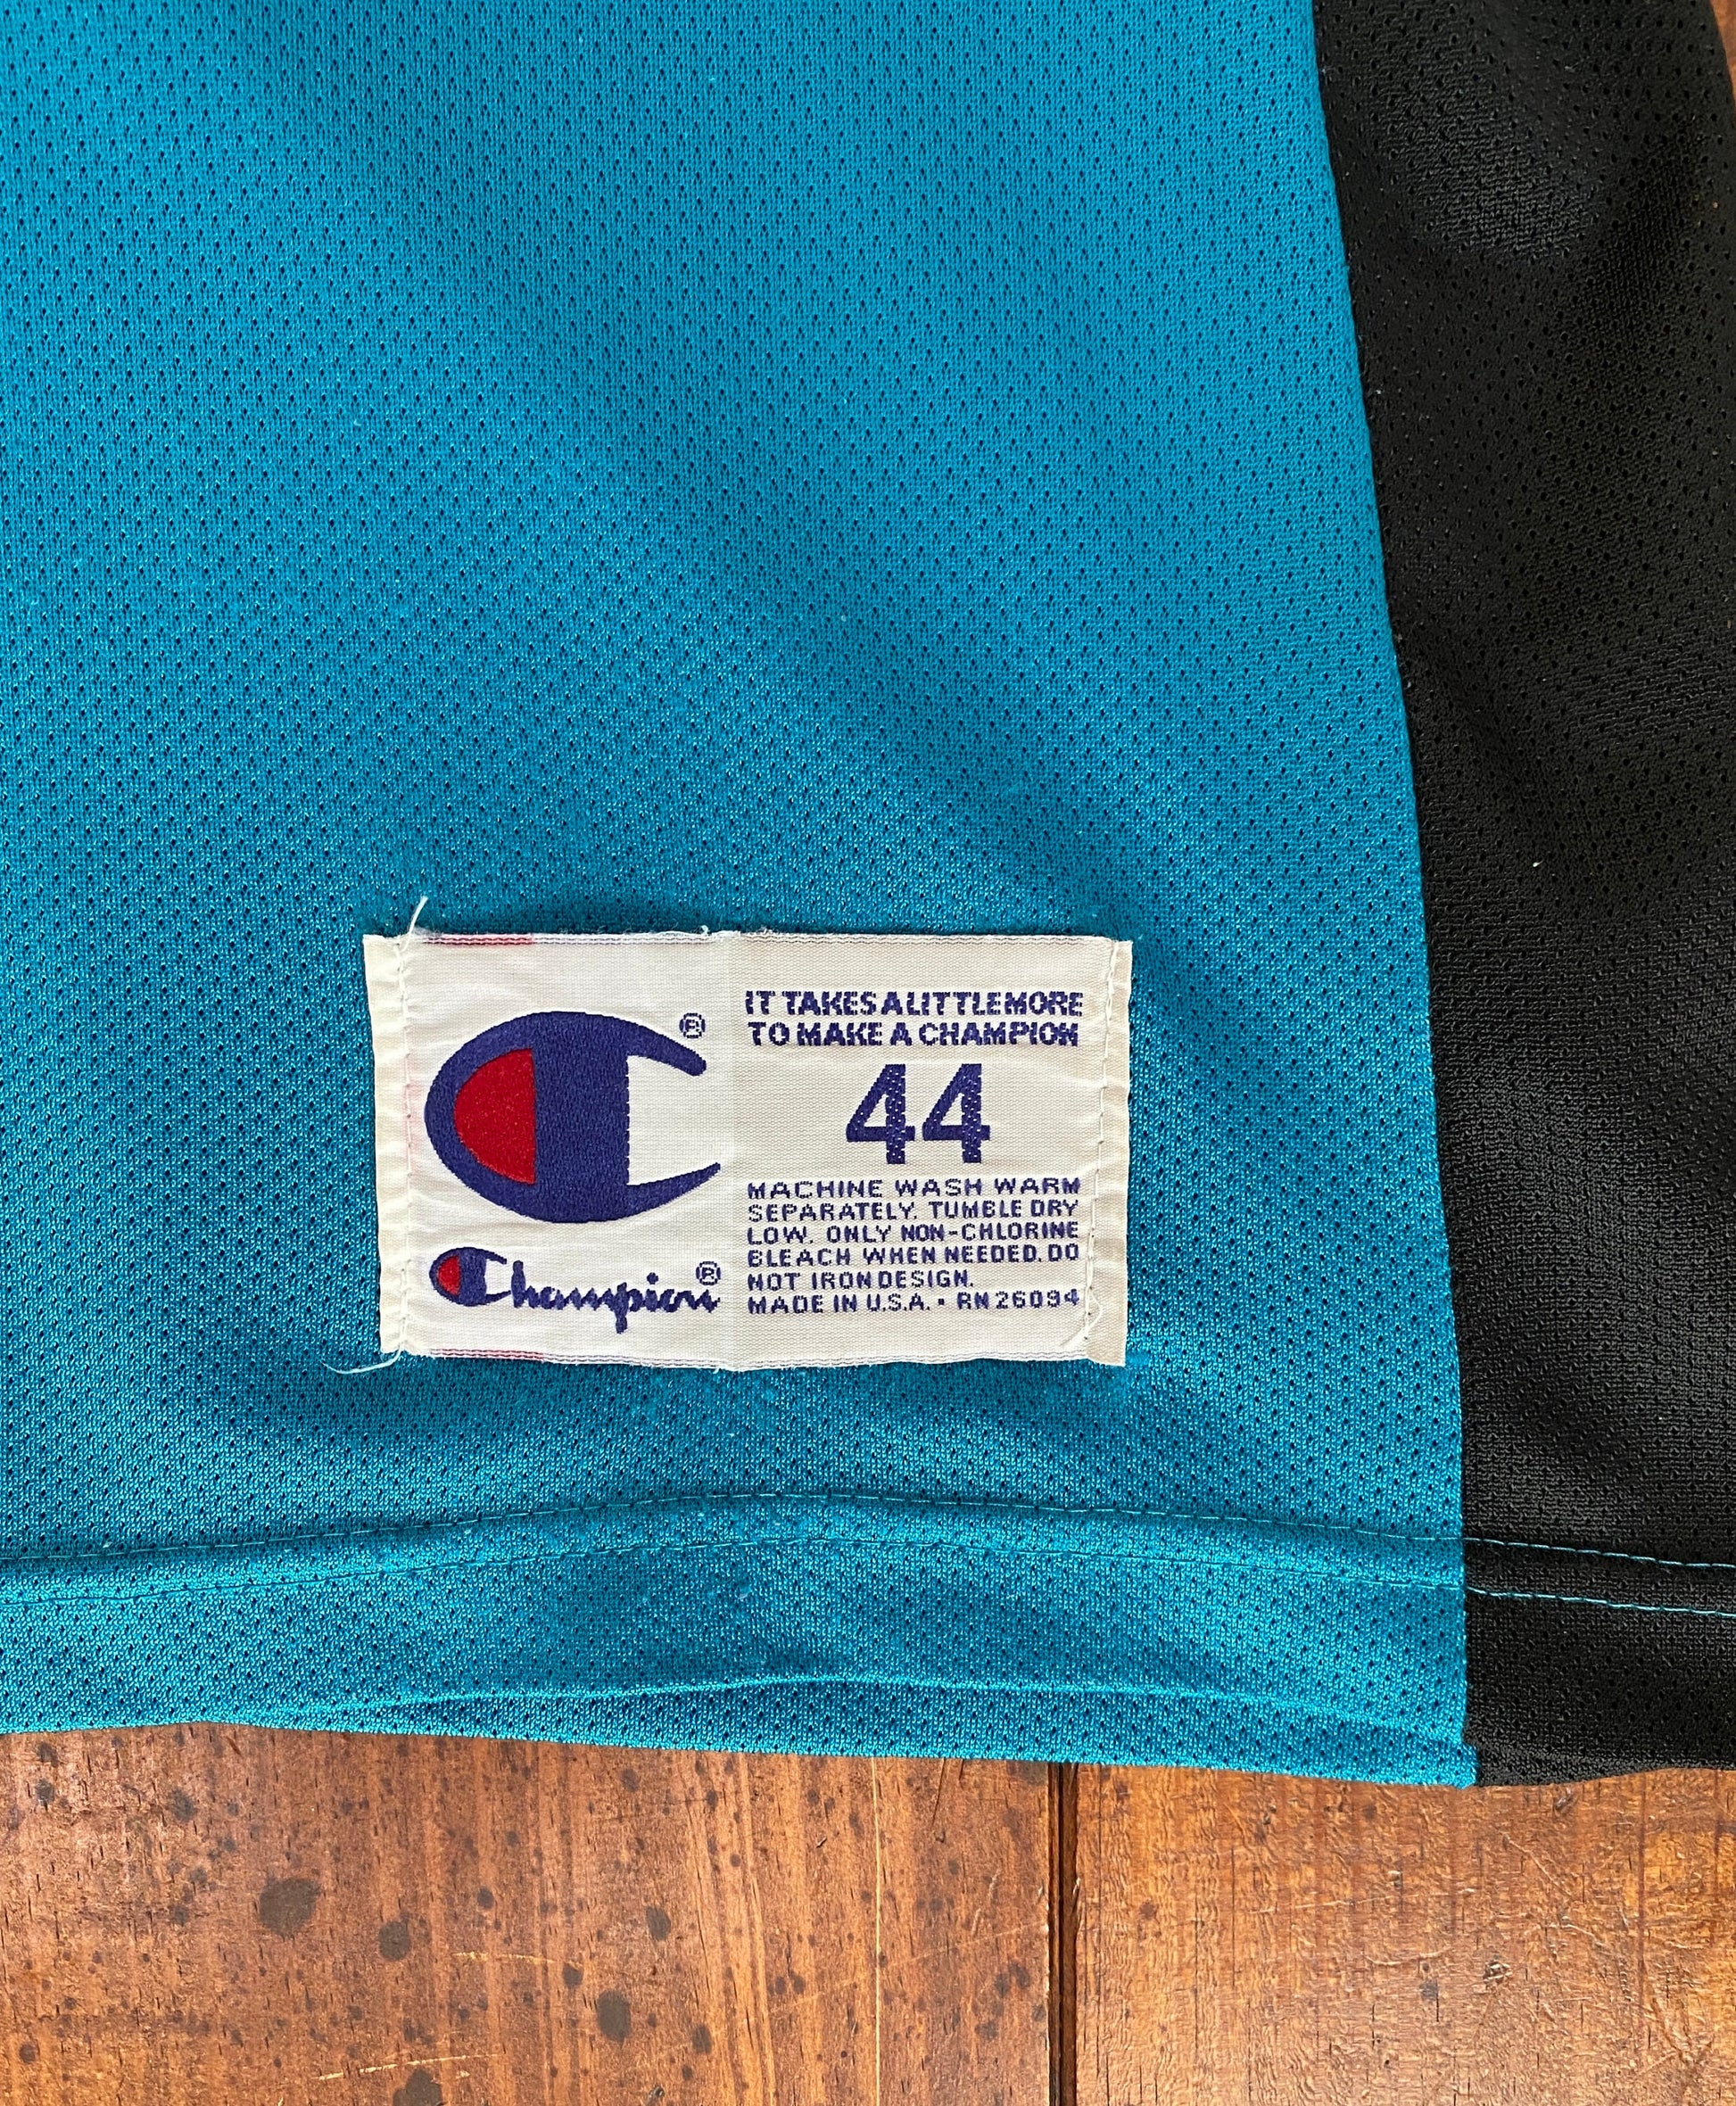 ®
Champion®
IT TAKES A LITTLE MORE
TO MAKE A CHAMPION
44
MACHINE WASH WARM
SEPARATELY. TUMBLE DRY
LOW. ONLY NON-CHLORINE
BLEACH WHEN NEEDED. DO
NOT IRON DESIGN.
MADE IN U.S.A. • RN 26094